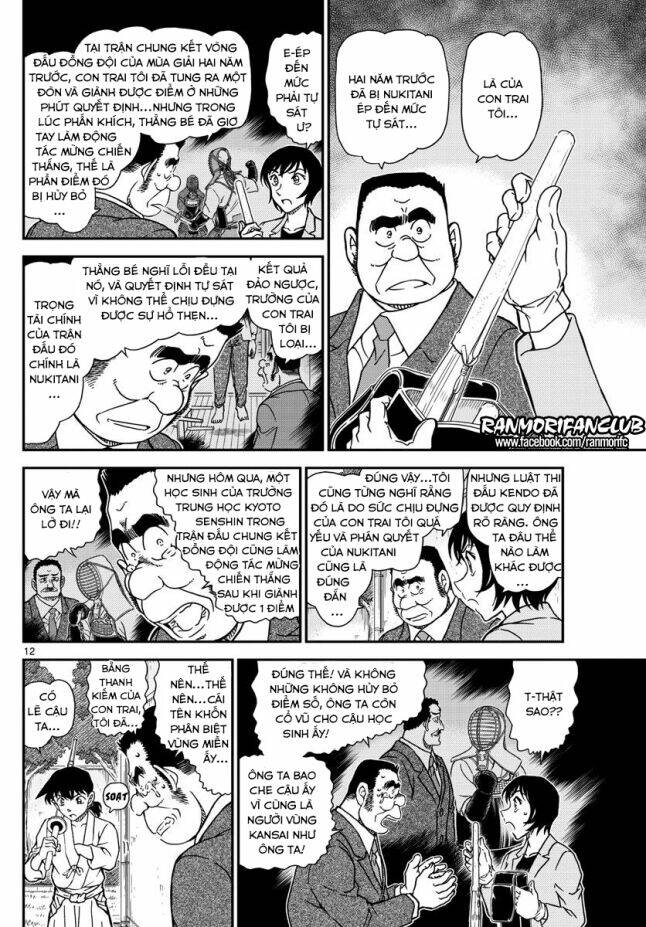 LÀ CỦA
CON TRAI
TÔI..
HAI NĂM TRƯỚC
ĐÃ BỊ NUKITANI
ÉP ĐẾN MỨC
TỰ SÁT...
E-ÉP
ĐẾN
MỨC
PHẢI TỰ
SÁT
Ư?
TẠI TRẬN CHUNG KẾT VÒNG
ĐẤU ĐỒNG ĐỘI CỦA MÙA GIẢI HAI NĂM
TRƯỚC, CON TRAI TÔI ĐÃ TUNG RA MỘT
ĐÒN VÀ GIÀNH ĐƯỢC ĐIỂM Ở NHỮNG
PHÚT QUYẾT ĐỊNH...NHƯNG TRONG
LÚC PHẤN KHÍCH, THẰNG BÉ ĐÃ GIƠ
TAY LÀM ĐỘNG
TÁC MỪNG CHIẾN
THẮNG, THẾ LÀ
PHẦN ĐIỂM ĐÓ
BỊ HỦY BỎ
...
KẾT QUẢ
ĐẢO NGƯỢC,
TRƯỜNG CỦA
CON TRAI
TÔI BỊ
LOẠI...
THẰNG BÉ NGHĨ LỖI ĐỀU TẠI
NÓ, VÀ QUYẾT ĐỊNH TỰ SÁT
VÌ KHÔNG THỂ CHỊU ĐỰNG
ĐƯỢC SỰ HỔ THẸN...
TRỌNG
TÀI CHÍNH
CỦA TRẬN
ĐẤU ĐÓ
CHÍNH LÀ
NUKITANI
RANMORIFANCLUB
www.facebook.com/ranmorifc
NHƯNG LUẬT THI
ĐẤU KENDO ĐÃ
ĐƯỢC QUY ĐỊNH
RÕ RÀNG. ÔNG
TA ĐÂU THỂ
NÀO LÀM
KHÁC ĐƯỢC
...
ĐÚNG VẬY...TÔI
CŨNG TỪNG NGHĨ RẰNG
ĐÓ LÀ DO SỨC CHỊU ĐỰNG
CỦA CON TRAI TÔI QUÁ
YẾU VÀ PHÁN QUYẾT
CỦA NUKITANI
CŨNG LÀ
ĐÚNG
ĐẮN
...
NHƯNG HÔM QUA, MỘT
HỌC SINH CỦA TRƯỜNG
TRUNG HỌC KYOTO
SENSHIN TRONG
TRẬN ĐẤU CHUNG KẾT
ĐỒNG ĐỘI CŨNG LÀM
ĐỘNG TÁC MỪNG
CHIẾN THẮNG
SAU KHI GIÀNH
ĐƯỢC 1 ĐIỂM
VẬY MÀ
ÔNG TA LẠI
LỜ ĐI!!
12
T-THẬT
SAO??
ĐÚNG THẾ! VÀ KHÔNG
NHỮNG KHÔNG HỦY BỎ
ĐIỂM SỐ, ÔNG TA CÒN
CỔ VŨ CHO CẬU HỌC
SINH ẤY!
ÔNG TA BAO
CHE CẬU ẤY
VÌ CŨNG LÀ
NGƯỜI VÙNG
KANSAI NHƯ
ÔNG TA!
THẾ
NÊN...THẾ
NÊN...CÁI
TÊN KHỐN
PHÂN BIỆT
VÙNG MIỀN
ẤY...
BẰNG
THANH
KIẾM CỦA
CON TRAI,
TÔI ĐÃ...
SOẠT
CÓ
LẼ CẬU
TA...